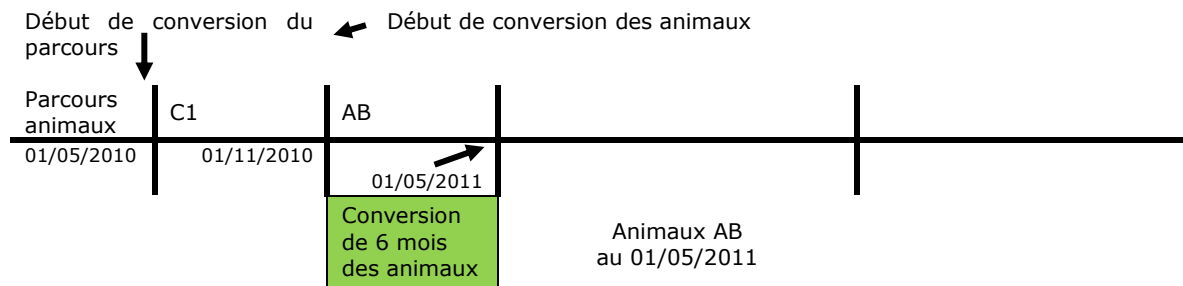 Début de conversion du
parcours
Début de conversion des animaux
Parcours
animaux
C1
AB
01/05/2010
01/11/2010
01/05/2011
Conversion
de 6 mois
des animaux
Animaux AB
au 01/05/2011